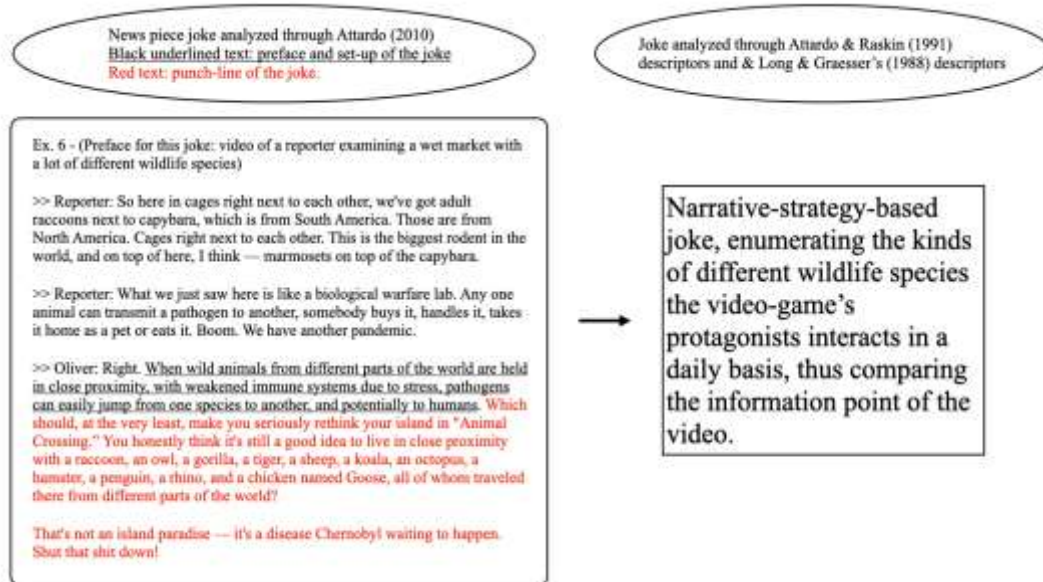 News piece joke analyzed through Attardo (2010)
Black underlined text: preface and set-up of the joke
Red text: punch-line of the joke.
Joke analyzed through Attardo & Raskin (1991)
descriptors and & Long & Graesser's (1988) descriptors
Ex. 6 - (Preface for this joke: video of a reporter examining a wet market with
a lot of different wildlife species)
>> Reporter: So here in cages right next to each other, we've got adult
raccoons next to capybara, which is from South America. Those are from
North America. Cages right next to each other. This is the biggest rodent in the
world, and on top of here, I think — marmosets on top of the capybara.
>> Reporter: What we just saw here is like a biological warfare lab. Any one
animal can transmit a pathogen to another, somebody buys it, handles it, takes
it home as a pet or eats it. Boom. We have another pandemic.
>> Oliver: Right. When wild animals from different parts of the world are held
in close proximity, with weakened immune systems due to stress, pathogens
can easily jump from one species to another, and potentially to humans. Which
should, at the very least, make you seriously rethink your island in "Animal
Crossing." You honestly think it's still a good idea to live in close proximity
with a raccoon, an owl, a gorilla, a tiger, a sheep, a koala, an octopus, a
hamster, a penguin, a rhino, and a chicken named Goose, all of whom traveled
there from different parts of the world?
That's not an island paradise — it's a disease Chernobyl waiting to happen.
Shut that shit down!
Narrative-strategy-based
joke, enumerating the kinds
of different wildlife species
the video-game's
protagonists interacts in a
daily basis, thus comparing
the information point of the
video.